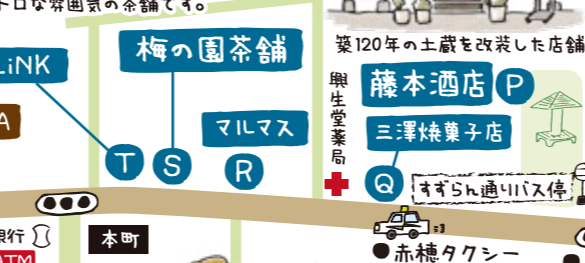 トロな雰囲気の茶舗です。
LiNK
梅の園茶舗
築120年の土蔵を改装した店舗
藤本酒店
P
興生堂薬局
マルマス
三澤焼菓子店
A
T
S
R
Q
すずらん通りバス停
銀行
本町
ATM
赤穂タクシー